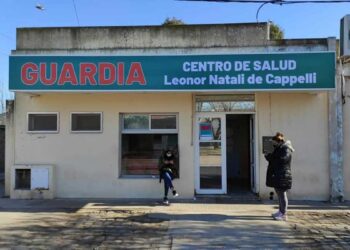 GUARDIA
CENTRO DE SALUD
Leonor Natali de Cappelli